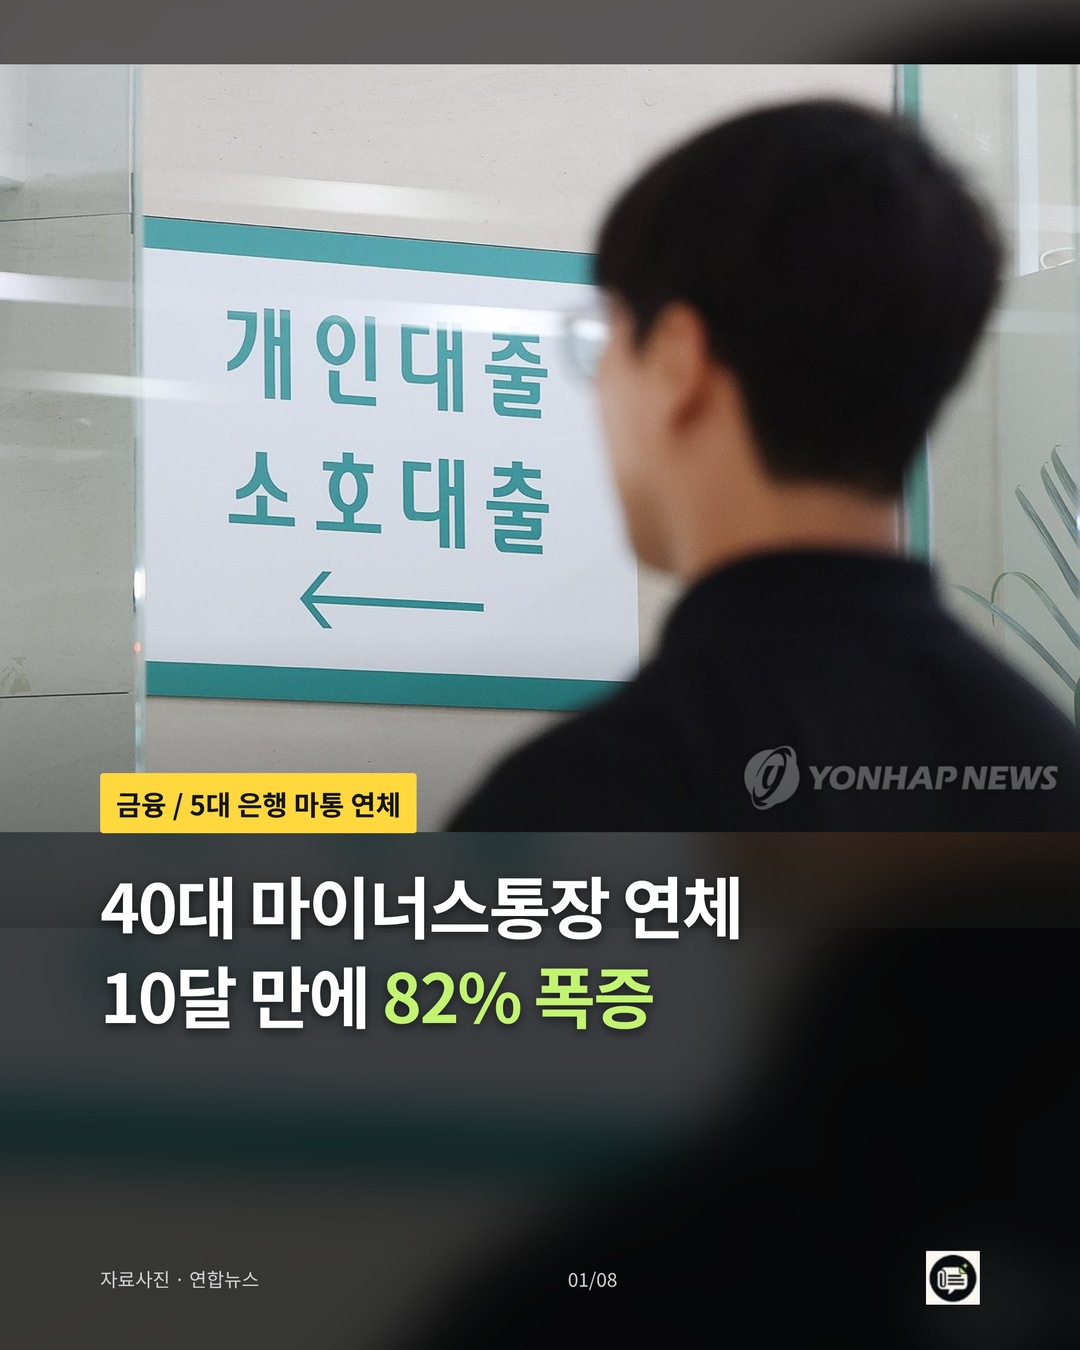 개인대출
소호대출
YONHAP NEWS
금융 / 5대 은행 마통 연체
40대 마이너스통장 연체
10달 만에 82% 폭증
자료사진 · 연합뉴스
01/08